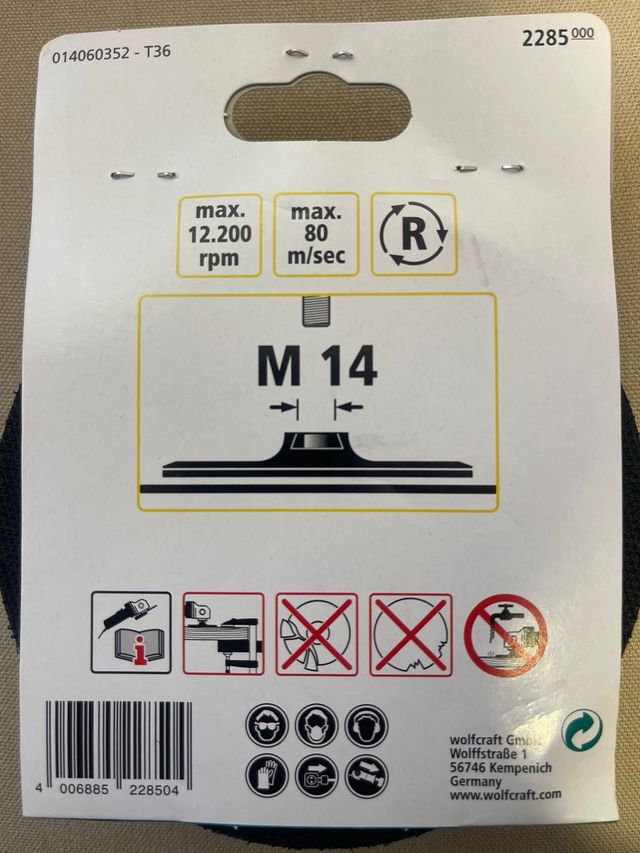 014060352 - T36
2285 000
max.
12.200
rpm
max.
80
m/sec
R
M 14
i
4 006885 228504
wolfcraft GmbH
Wolffstraße 1
56746 Kempenich
Germany
www.wolfcraft.com